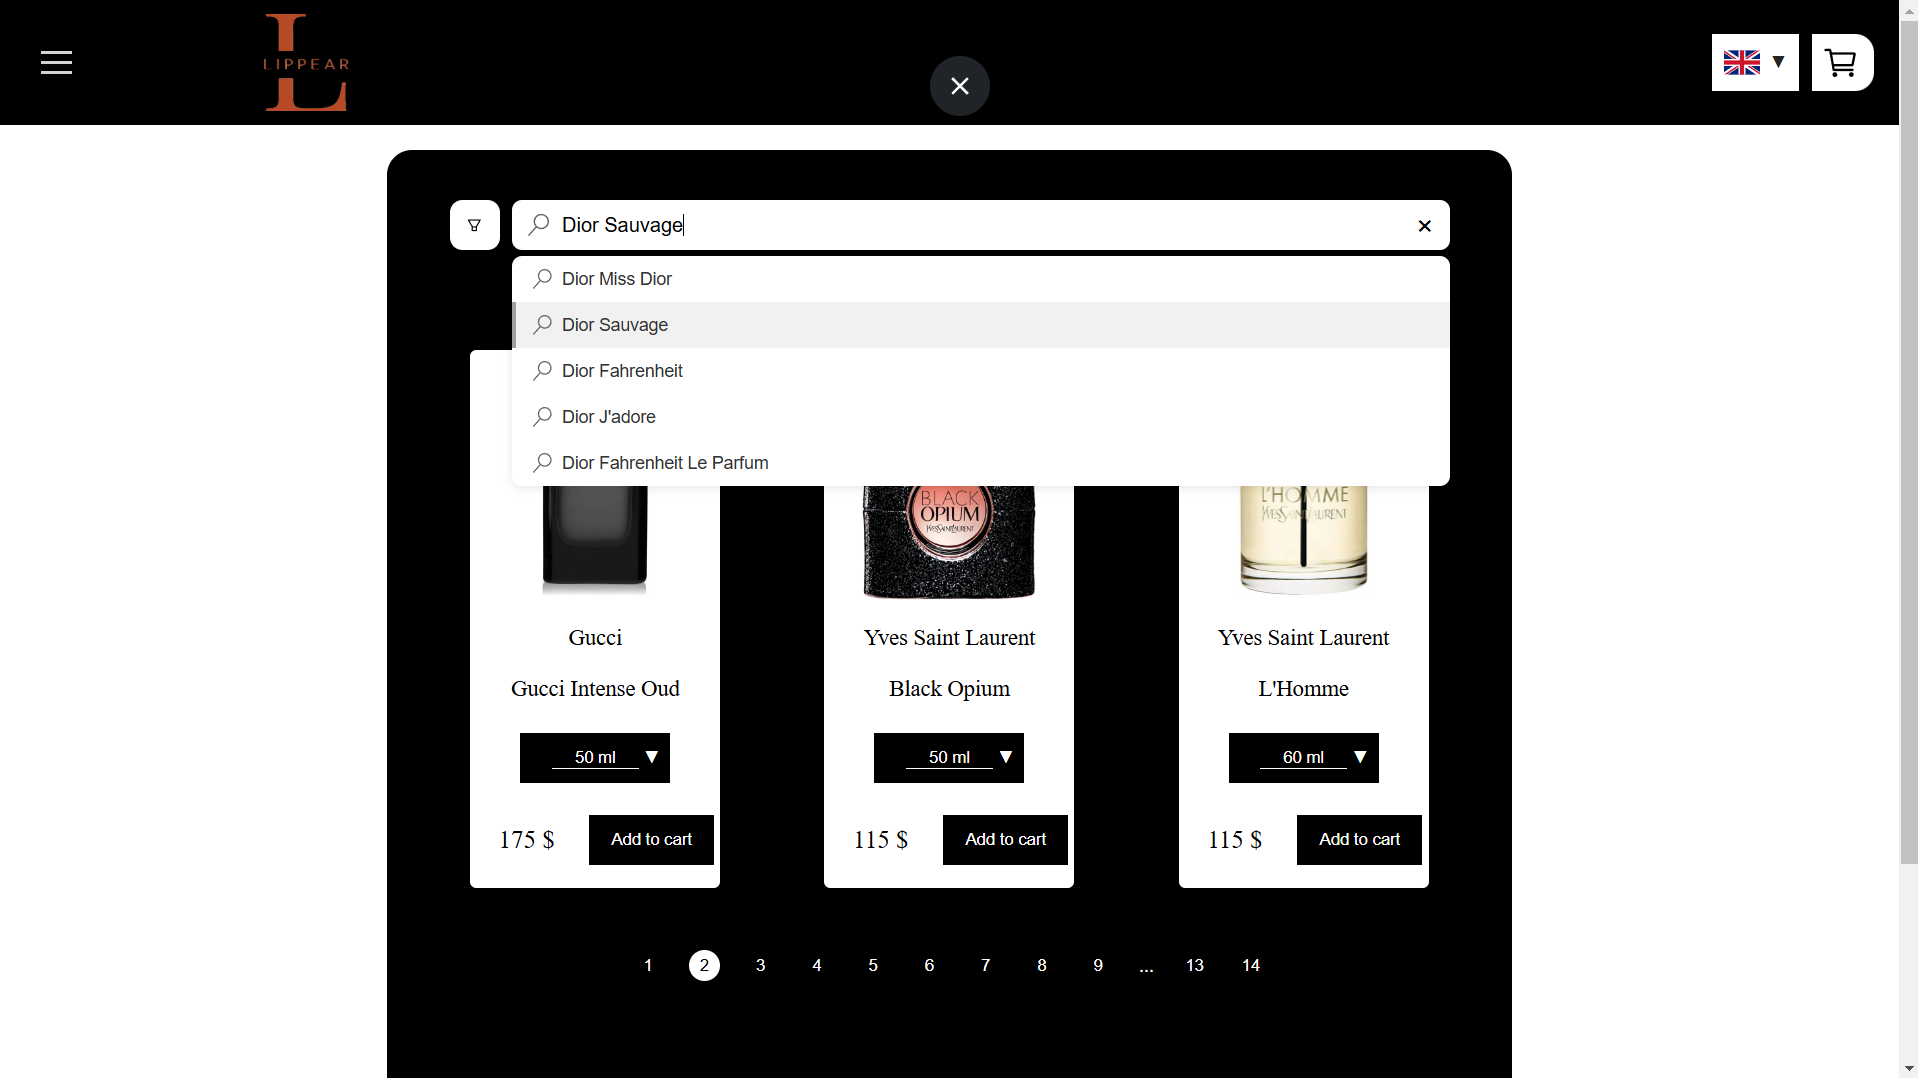 LIPPEAR
▼
Dior Sauvage
Dior Miss Dior
Dior Sauvage
Dior Fahrenheit
Dior J'adore
Dior Fahrenheit Le Parfum
BLACK
OPIUM
YVESSAINTLAURENT
L'HOMME
YVESSAINTLAURENT
Gucci
Gucci Intense Oud
50 ml ▼
175 $
Add to cart
Yves Saint Laurent
Black Opium
50 ml ▼
115 $
Add to cart
Yves Saint Laurent
L'Homme
60 ml ▼
115 $
Add to cart
1 2 3 4 5 6 7 8 9 ... 13 14